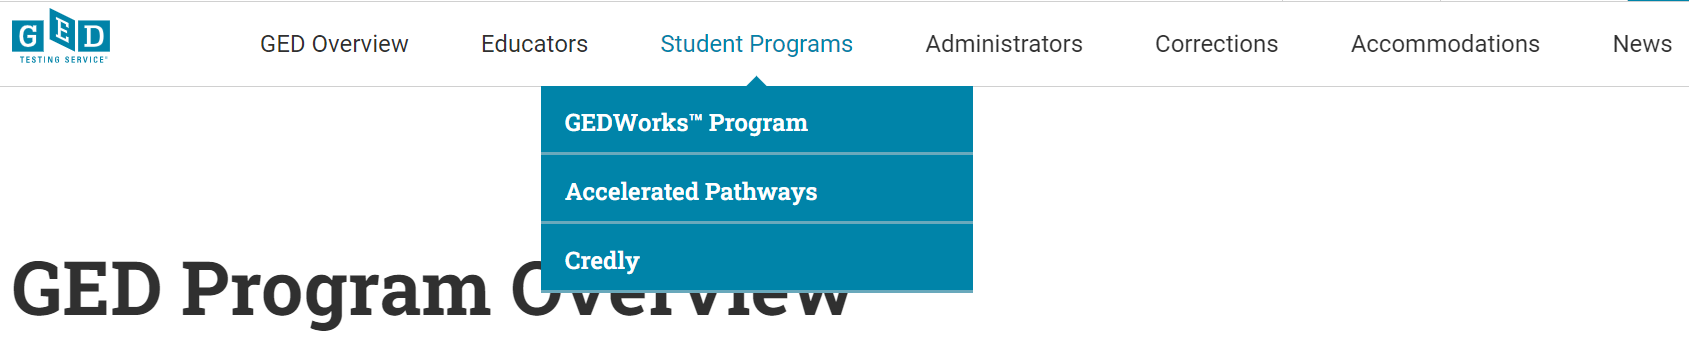 GED
TESTING SERVICE®
GED Overview Educators Student Programs Administrators Corrections Accommodations News
GEDWorks™ Program
Accelerated Pathways
Credly
GED Program Overview